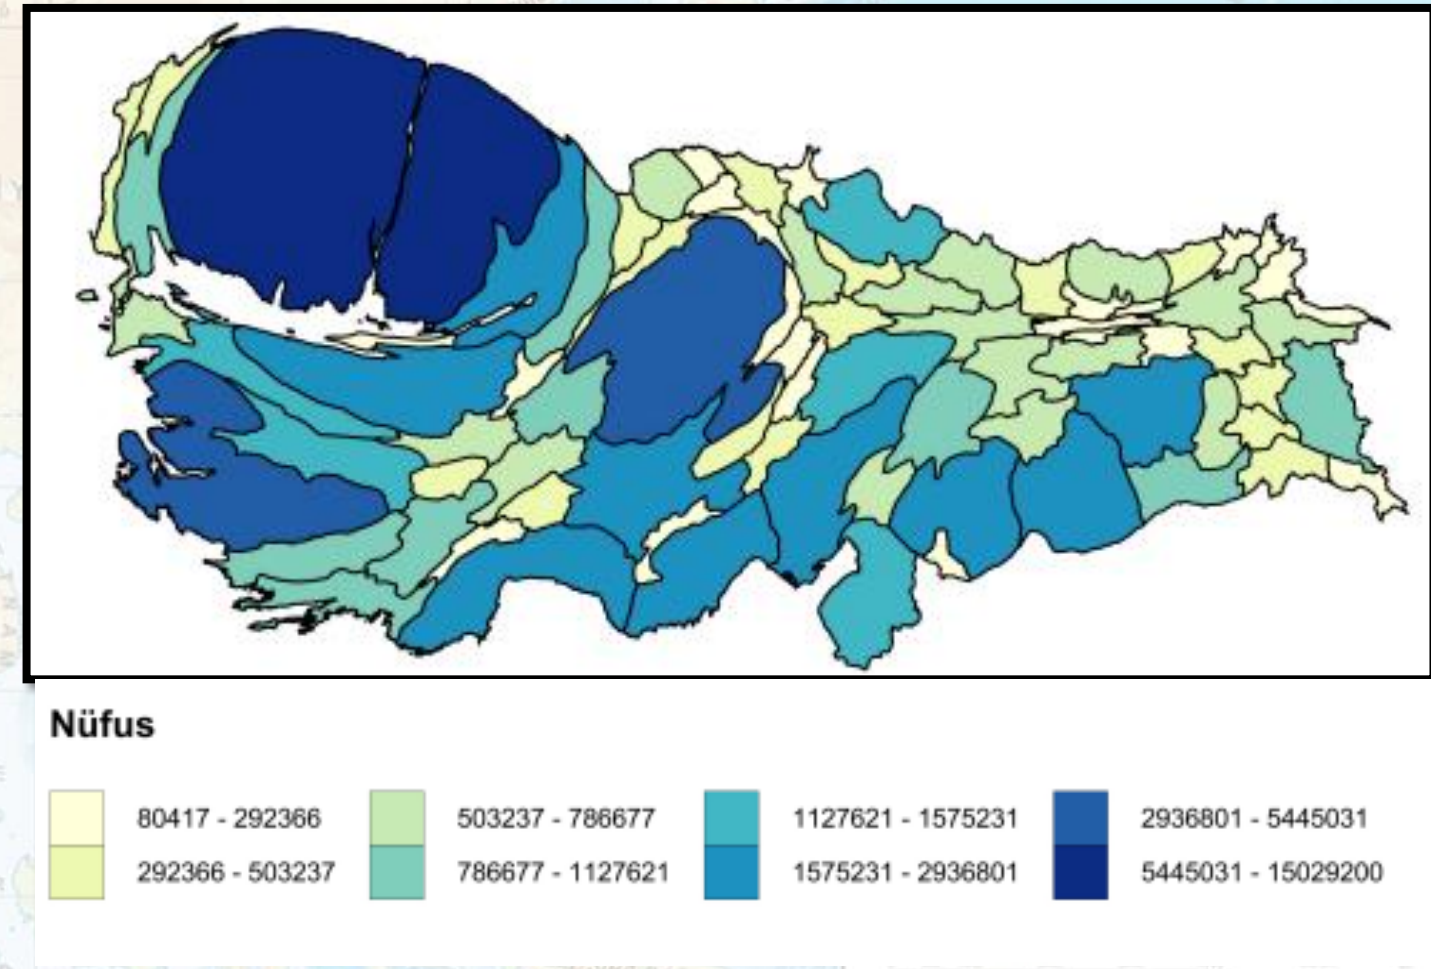 Nüfus
80417 - 292366
292366 - 503237
503237 - 786677
786677 - 1127621
1127621 - 1575231
1575231 - 2936801
2936801 - 5445031
5445031 - 15029200